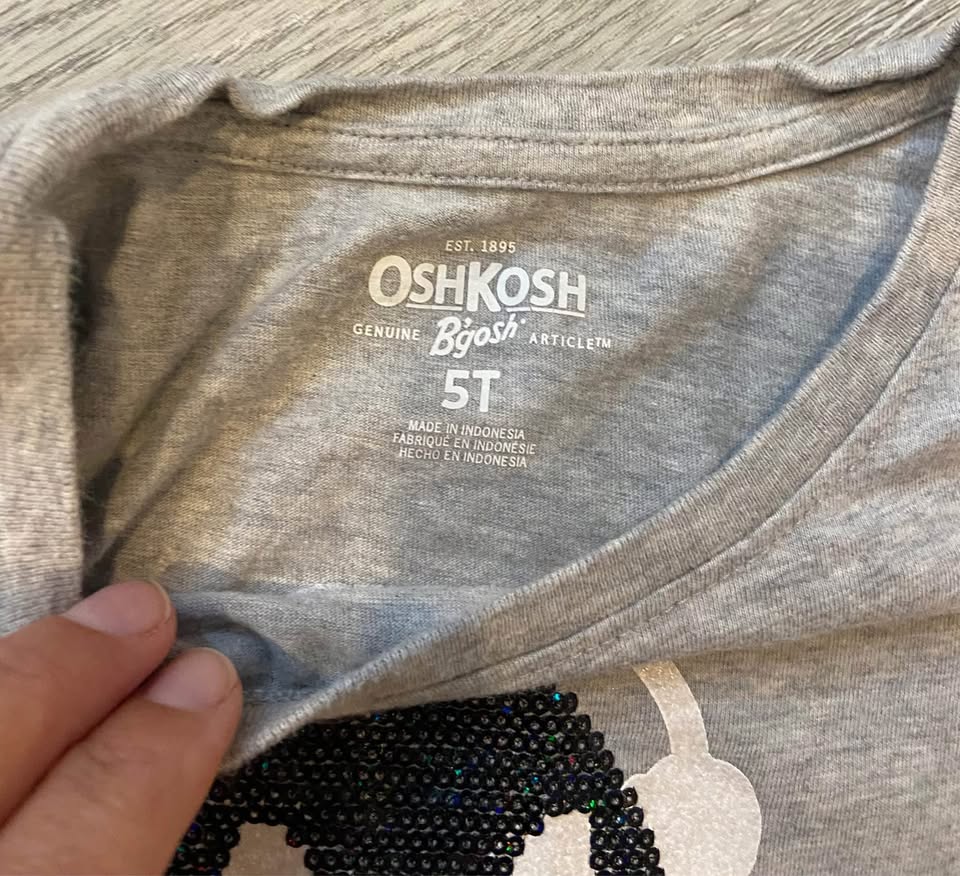 EST. 1895
OSHKOSH
GENUINE B'gosh ARTICLE™
5T
MADE IN INDONESIA
FABRIQUÉ EN INDONÉSIE
HECHO EN INDONESIA